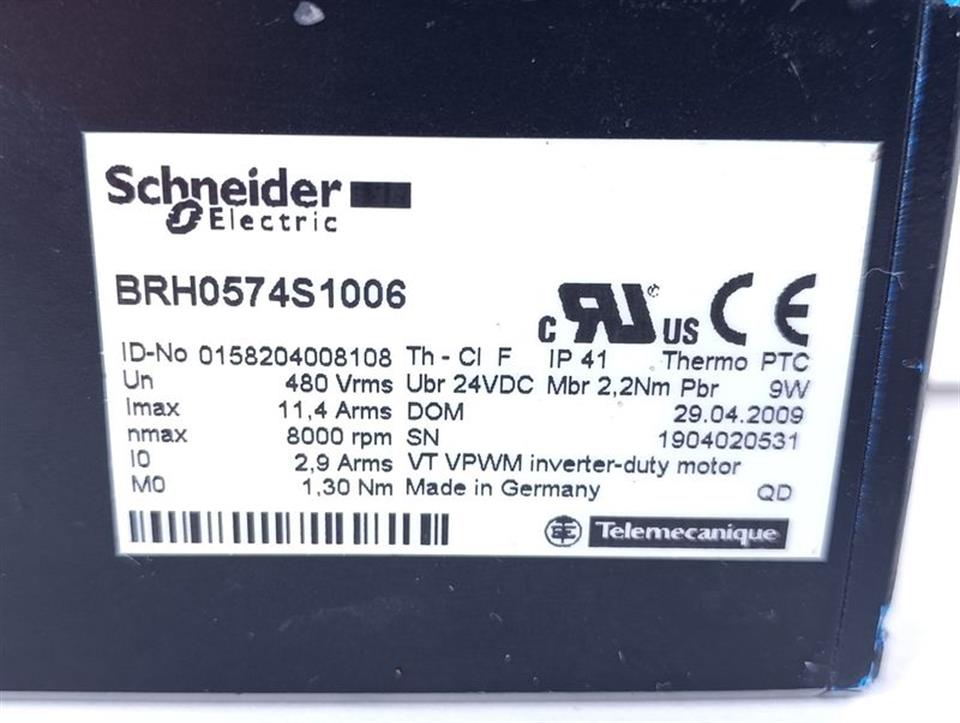 Schneider
Electric
BRH0574S1006
c RU ® US CE
ID-No 0158204008108 Th - Cl F IP 41 Thermo PTC
Un 480 Vrms Ubr 24VDC Mbr 2,2Nm Pbr 9W
Imax 11,4 Arms DOM 29.04.2009
nmax 8000 rpm SN 1904020531
I0 2,9 Arms VT VPWM inverter-duty motor
M0 1,30 Nm Made in Germany QD
Telemecanique